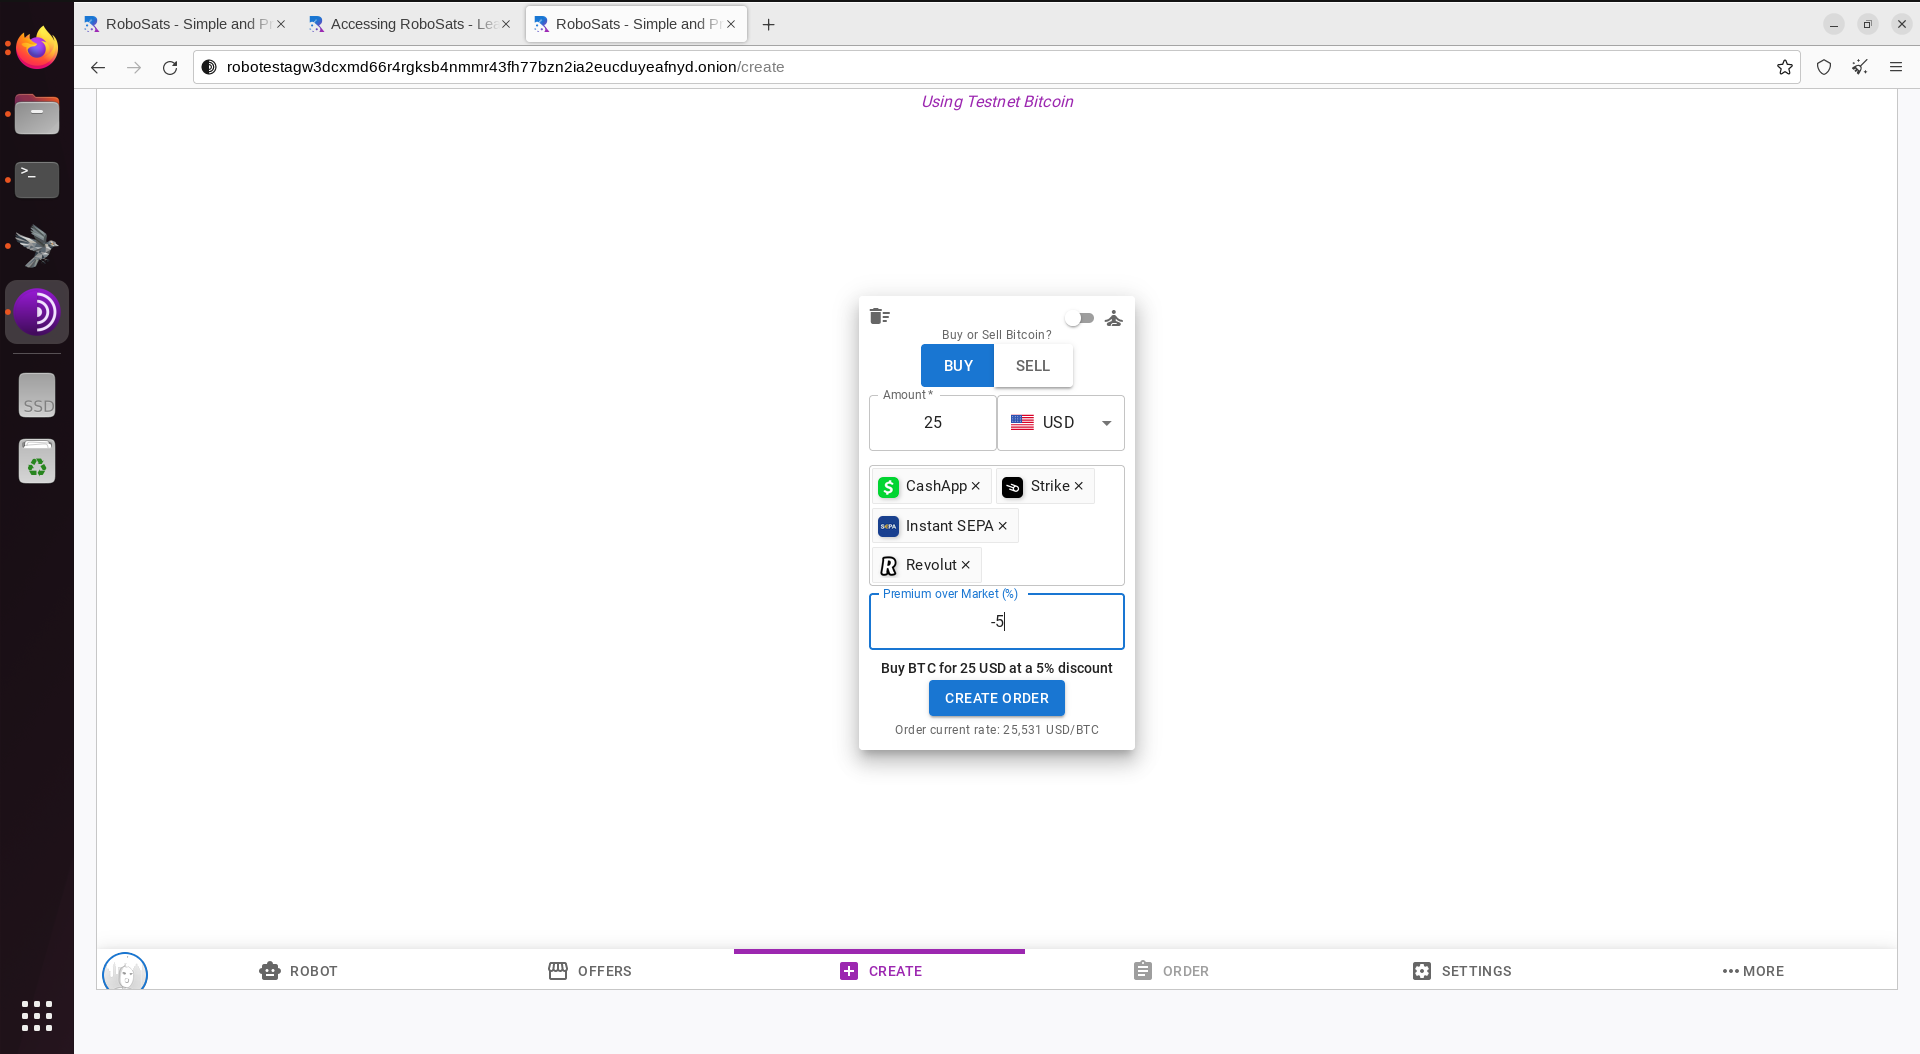 RoboSats - Simple and Pr
Accessing RoboSats - Lea
RoboSats - Simple and Pr
robotestagw3dcxmd66r4rgksb4nmmr43fh77bzn2ia2eucduyeafnyd.onion/create
Using Testnet Bitcoin
>_
SSD
Buy or Sell Bitcoin?
BUY SELL
Amount *
25 USD
CashApp × Strike ×
SEPA Instant SEPA ×
R Revolut ×
Premium over Market (%)
-5
Buy BTC for 25 USD at a 5% discount
CREATE ORDER
Order current rate: 25,531 USD/BTC
ROBOT OFFERS CREATE ORDER SETTINGS MORE